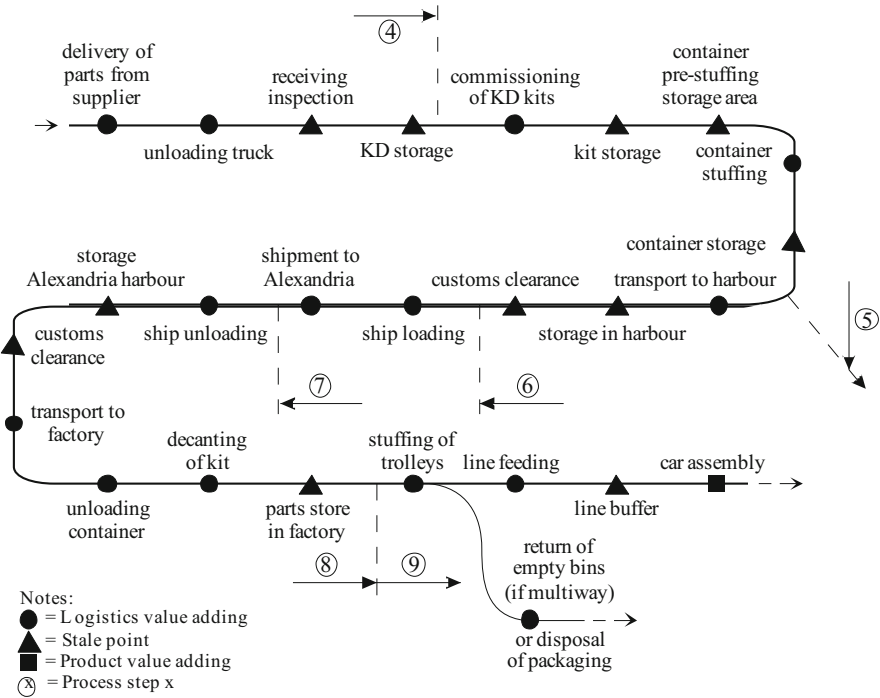 ④
delivery of
parts from
supplier
receiving
inspection
commissioning
of KD kits
container
pre-stuffing
storage area
unloading truck
KD storage
kit storage
container
stuffing
container storage
storage
Alexandria harbour
shipment to
Alexandria
customs clearance
transport to harbour
⑤
customs
clearance
ship unloading
ship loading
storage in harbour
⑦
⑥
transport to
factory
decanting
of kit
stuffing of
trolleys
line feeding
car assembly
unloading
container
parts store
in factory
line buffer
⑧
⑨
return of
empty bins
(if multiway)
or disposal
of packaging
Notes:
= Logistics value adding
= Stale point
= Product value adding
ⓧ = Process step x